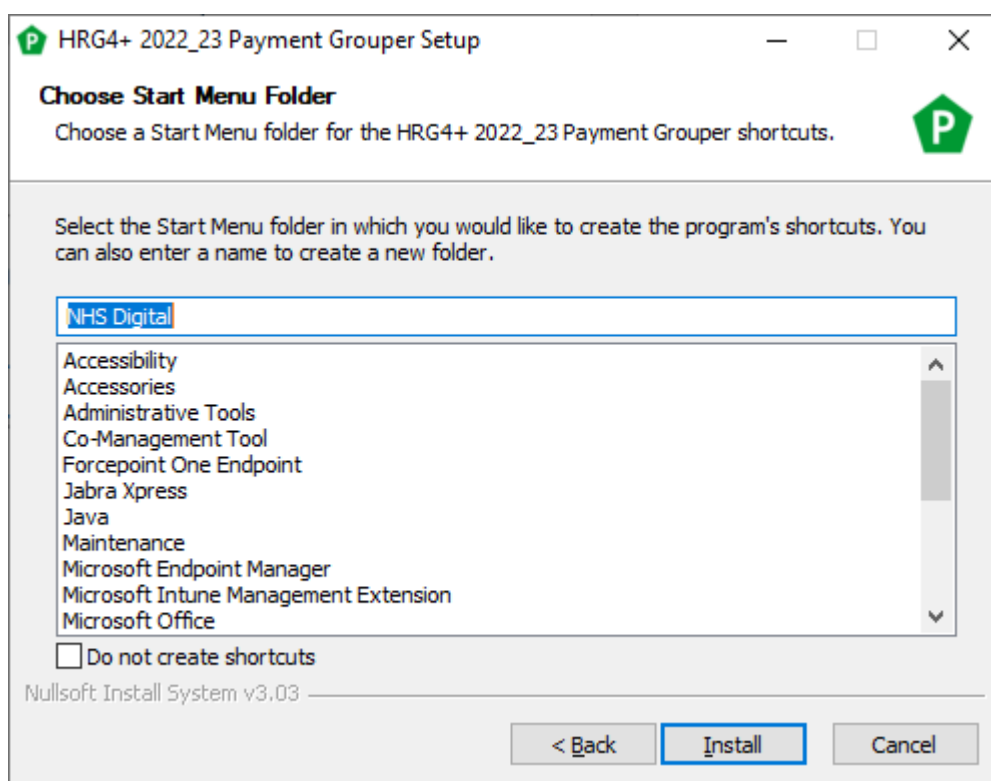 P HRG4+ 2022_23 Payment Grouper Setup
Choose Start Menu Folder
Choose a Start Menu folder for the HRG4+ 2022_23 Payment Grouper shortcuts.
P
Select the Start Menu folder in which you would like to create the program's shortcuts. You
can also enter a name to create a new folder.
NHS Digital
Accessibility
Accessories
Administrative Tools
Co-Management Tool
Forcepoint One Endpoint
Jabra Xpress
Java
Maintenance
Microsoft Endpoint Manager
Microsoft Intune Management Extension
Microsoft Office
Do not create shortcuts
Nullsoft Install System v3.03
< Back Install Cancel